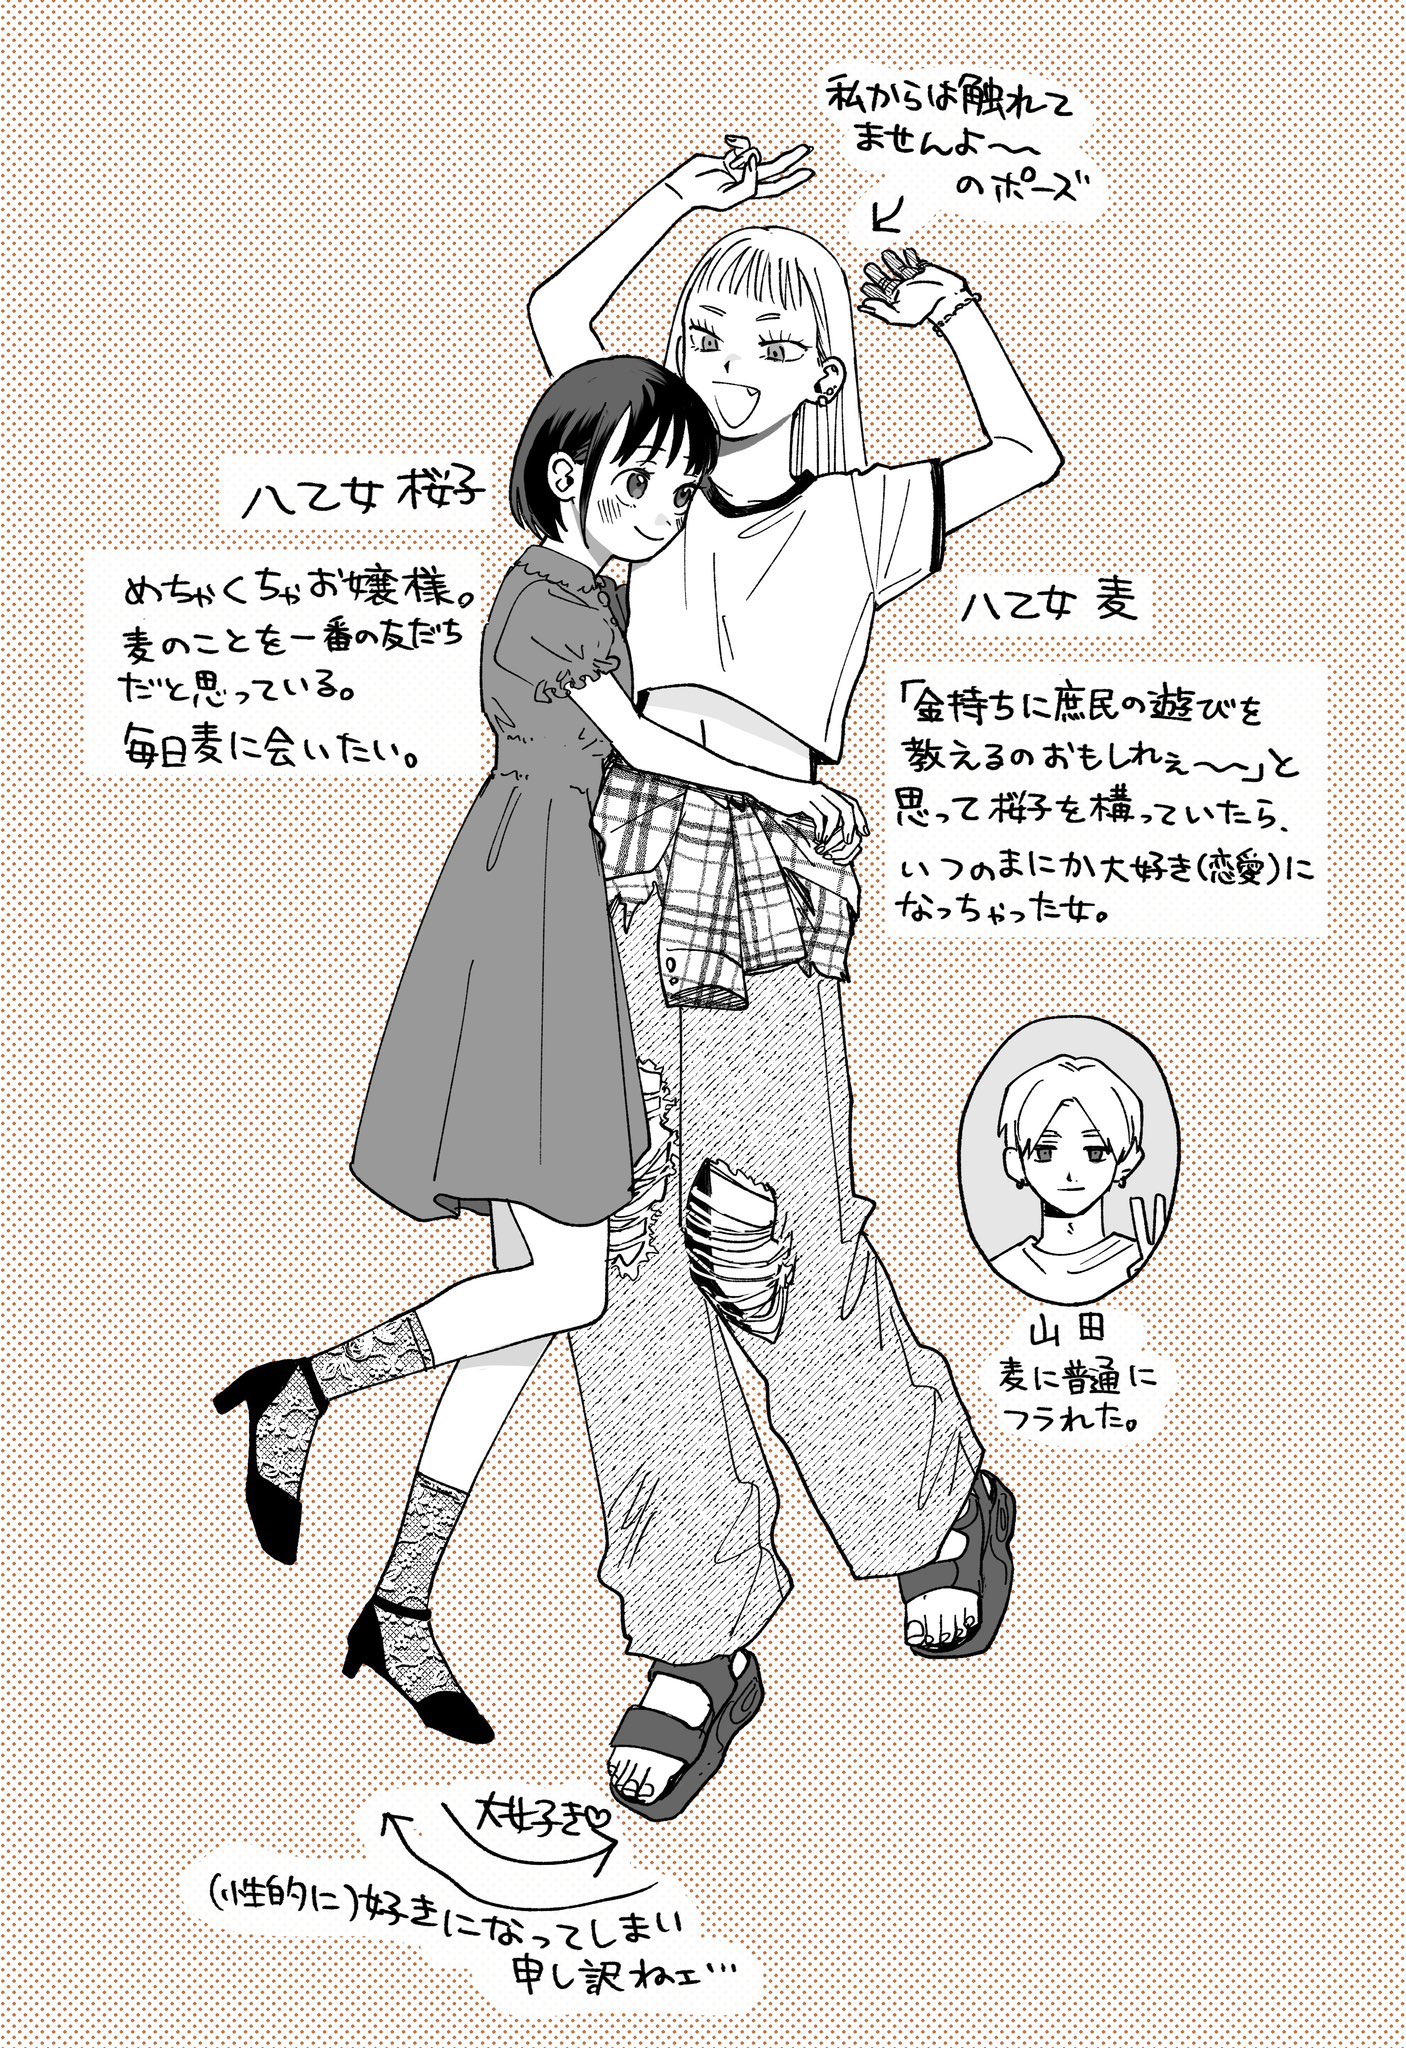 私からは触れて
ませんよ〜〜
のポーズ
八乙女 桜子
めちゃくちゃお嬢様。
麦のことを一番の友だち
だと思っている。
毎日麦に会いたい。
八乙女 麦
「金持ちに庶民の遊びを
教えるのおもしれぇ〜〜」と
思って桜子を構っていたら、
いつのまにか大好き(恋愛)に
なっちゃった女。
山田
麦に普通に
フラれた。
大好き♡
(性的に)好きになってしまい
申し訳ねェ…